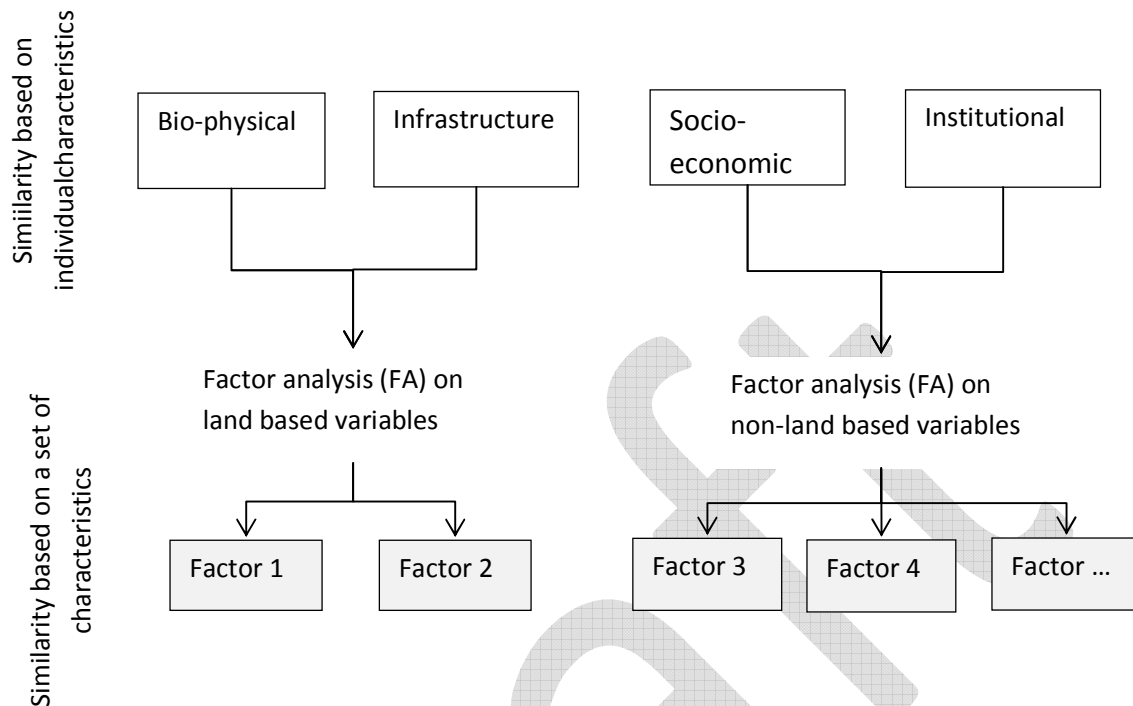 Simiilarity based on
individualcharacteristics
Bio-physical
Infrastructure
Socio-
economic
Institutional
Factor analysis (FA) on
land based variables
Factor analysis (FA) on
non-land based variables
Similarity based on a set of
characteristics
Factor 1
Factor 2
Factor 3
Factor 4
Factor ...